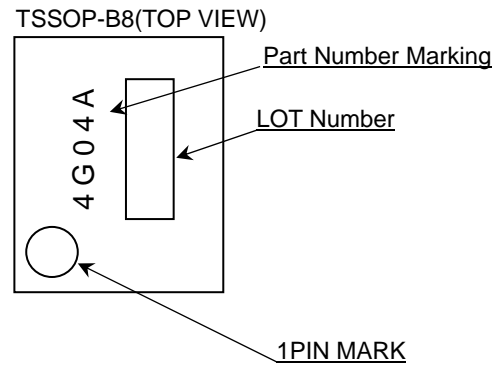 TSSOP-B8(TOP VIEW)
Part Number Marking
4G04A
LOT Number
1PIN MARK